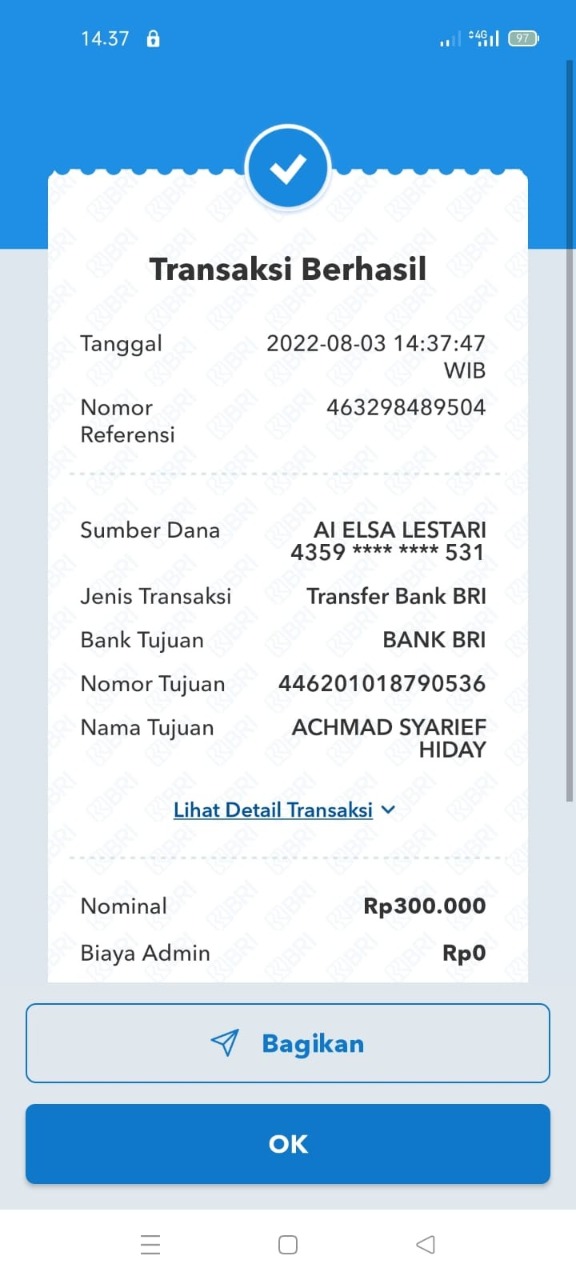 14.37
4G
97
Transaksi Berhasil
Tanggal 2022-08-03 14:37:47
WIB
Nomor 463298489504
Referensi
Sumber Dana AI ELSA LESTARI
4359 **** **** 531
Jenis Transaksi Transfer Bank BRI
Bank Tujuan BANK BRI
Nomor Tujuan 446201018790536
Nama Tujuan ACHMAD SYARIEF
HIDAY
Lihat Detail Transaksi
Nominal Rp300.000
Biaya Admin Rp0
Bagikan
OK